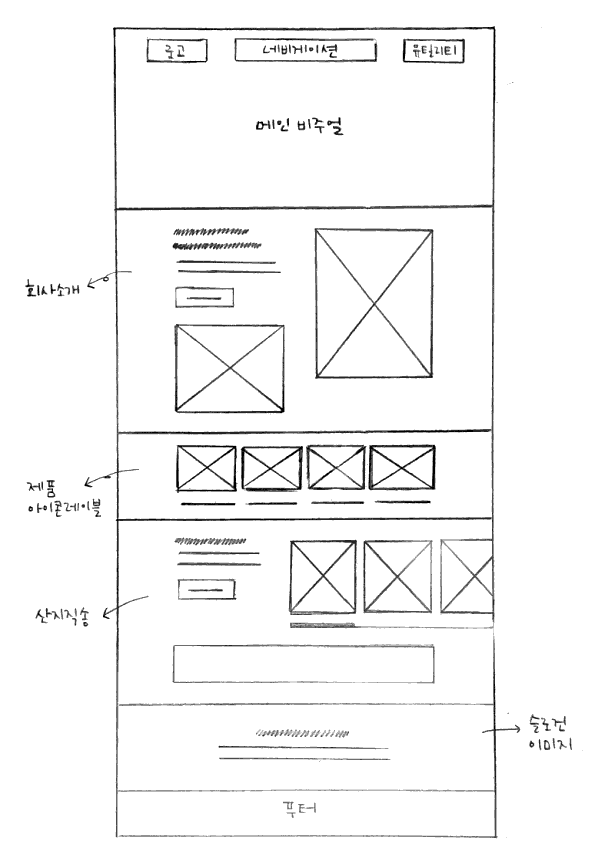 로고
네비게이션
유틸리티
메인 비주얼
회사소개
제품
아이콘레이블
산지직송
슬로건
이미지
푸터